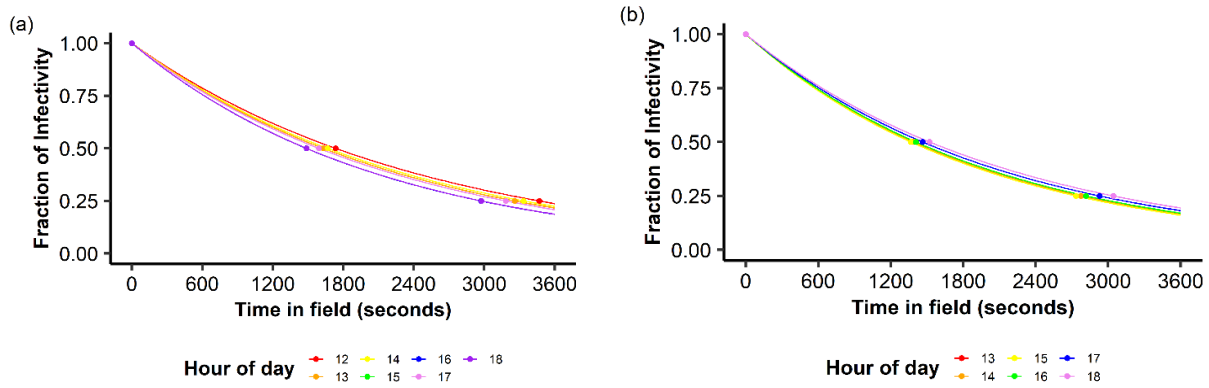 (a)
Fraction of Infectivity
1.00
0.75
0.50
0.25
0.00
0 600 1200 1800 2400 3000 3600
Time in field (seconds)
Hour of day
12 14 16 18
13 15 17
(b)
Fraction of Infectivity
1.00
0.75
0.50
0.25
0.00
0 600 1200 1800 2400 3000 3600
Time in field (seconds)
Hour of day
13 15 17
14 16 18